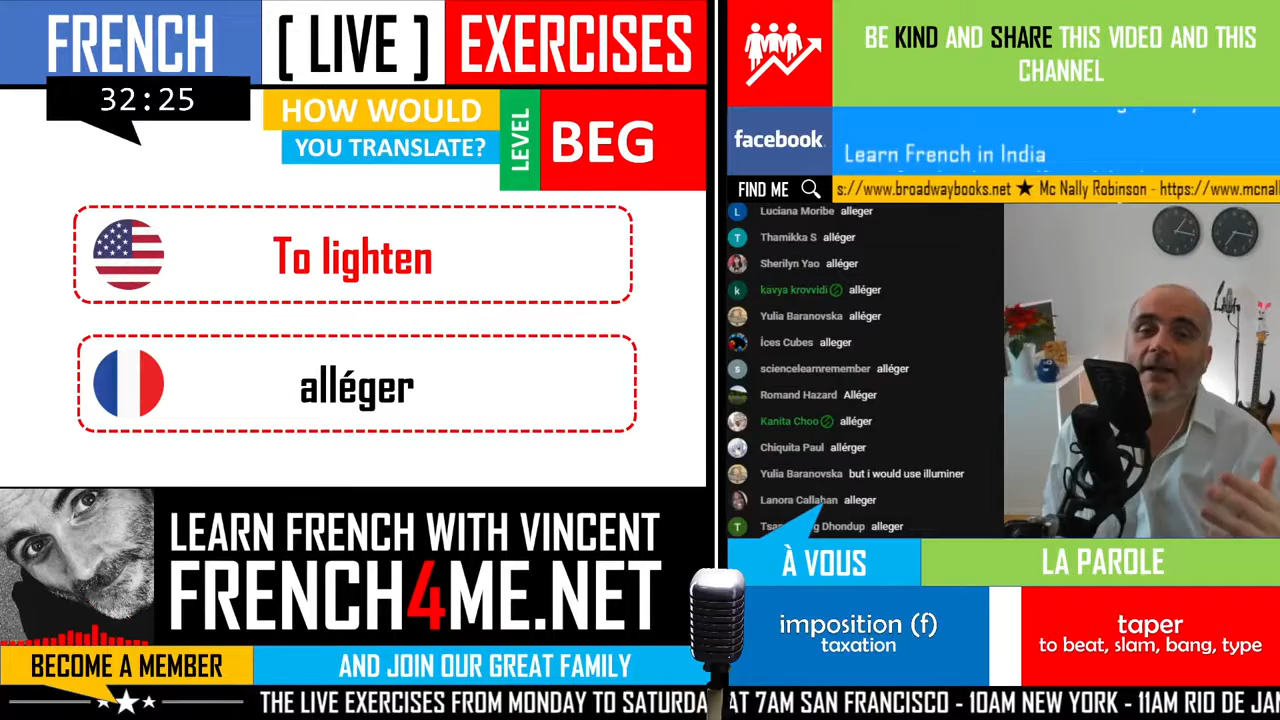 FRENCH
[ LIVE ]
EXERCISES
32:25
HOW WOULD
YOU TRANSLATE?
LEVEL
BEG
To lighten
alléger
LEARN FRENCH WITH VINCENT
FRENCH4ME.NET
BECOME A MEMBER
AND JOIN OUR GREAT FAMILY
BE KIND AND SHARE THIS VIDEO AND THIS
CHANNEL
facebook.
Learn French in India
FIND ME
s://www.broadwaybooks.net ★ Mc Nally Robinson - https://www.mcnall
Luciana Moribe alleger
Thamikka S alléger
Sherilyn Yao alléger
kavya krovvidi alléger
Yulia Baranovska alléger
İces Cubes alleger
sciencelearnremember alléger
Romand Hazard Alléger
Kanita Choo alléger
Chiquita Paul allérger
Yulia Baranovska but i would use illuminer
Lanora Callahan alleger
Dhondup alleger
À VOUS
LA PAROLE
imposition (f)
taxation
taper
to beat, slam, bang, type
THE LIVE EXERCISES FROM MONDAY TO SATURDA AT 7AM SAN FRANCISCO - 10AM NEW YORK - 11AM RIO DE JA